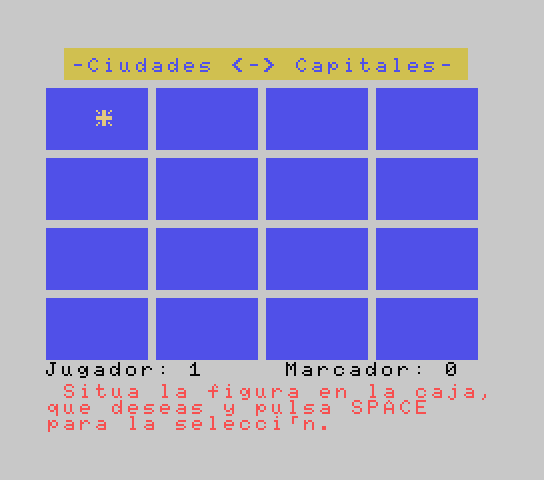 -Ciudades <-> Capitales-
Jugador: 1 Marcador: 0
Situa la figura en la caja,
que deseas y pulsa SPACE
para la selecci⌈n.